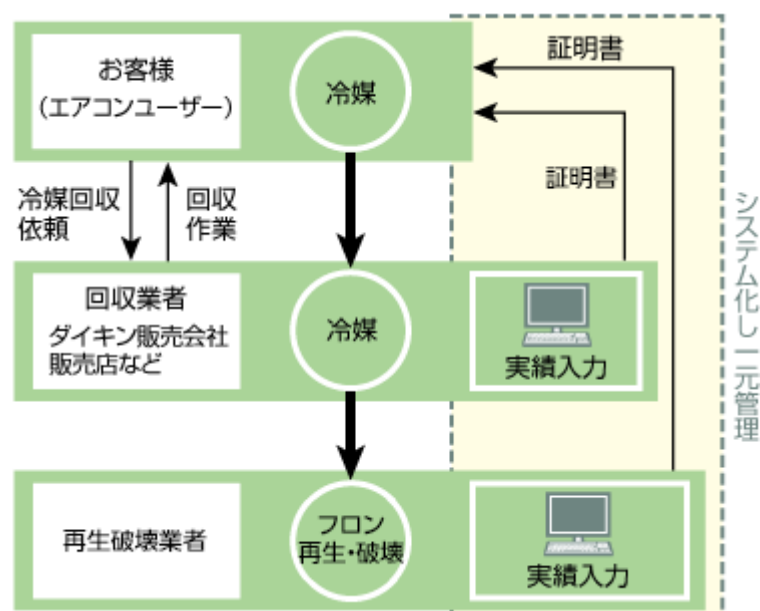 お客様
（エアコンユーザー）
冷媒
証明書
証明書
冷媒回収
依頼
回収
作業
回収業者
ダイキン販売会社
販売店など
冷媒
実績入力
再生破壊業者
フロン
再生・破壊
実績入力
システム化し一元管理